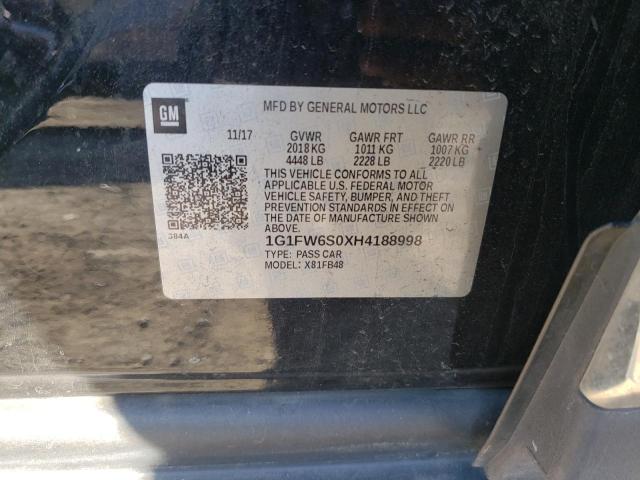 GM
MFD BY GENERAL MOTORS LLC
11/17 GVWR GAWR FRT GAWR RR
2018 KG 1011 KG 1007 KG
4448 LB 2228 LB 2220 LB
THIS VEHICLE CONFORMS TO ALL
APPLICABLE U.S. FEDERAL MOTOR
VEHICLE SAFETY, BUMPER, AND THEFT
PREVENTION STANDARDS IN EFFECT ON
THE DATE OF MANUFACTURE SHOWN
ABOVE.
384A
1G1FW6S0XH4188998
TYPE: PASS CAR
MODEL: X81FB48